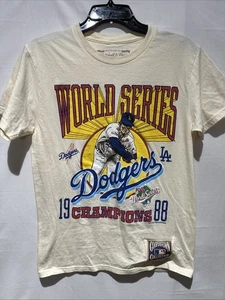 WORLD SERIES
Dodgers
LA
Dodgers
19 88
CHAMPIONS